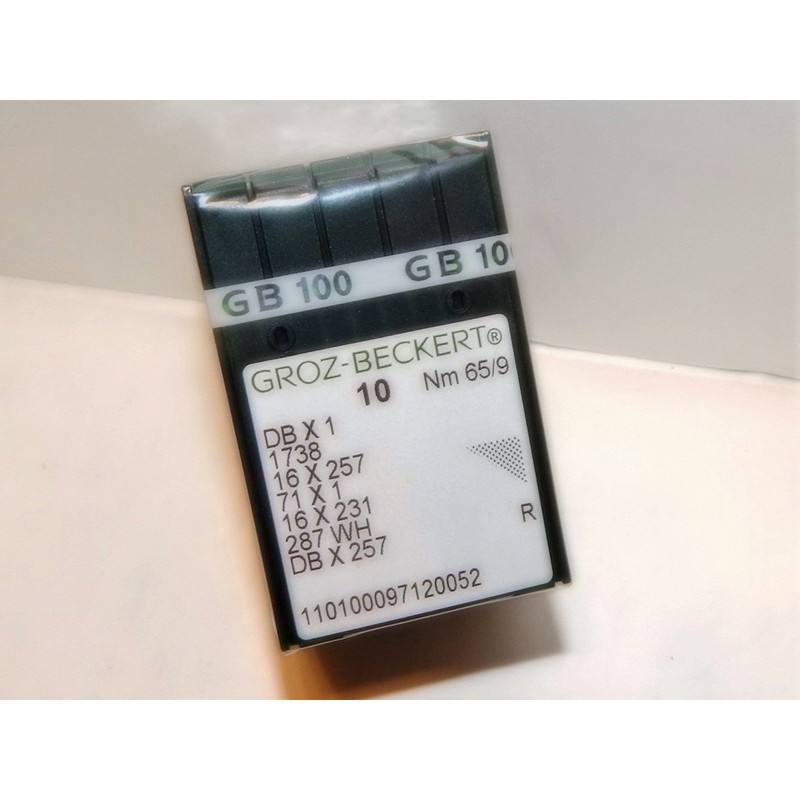 GB 100 GB 10
GROZ-BECKERT®
10 Nm 65/9
DB X 1
1738
16 X 257
71 X 1
16 X 231
287 WH
DB X 257
R
110100097120052